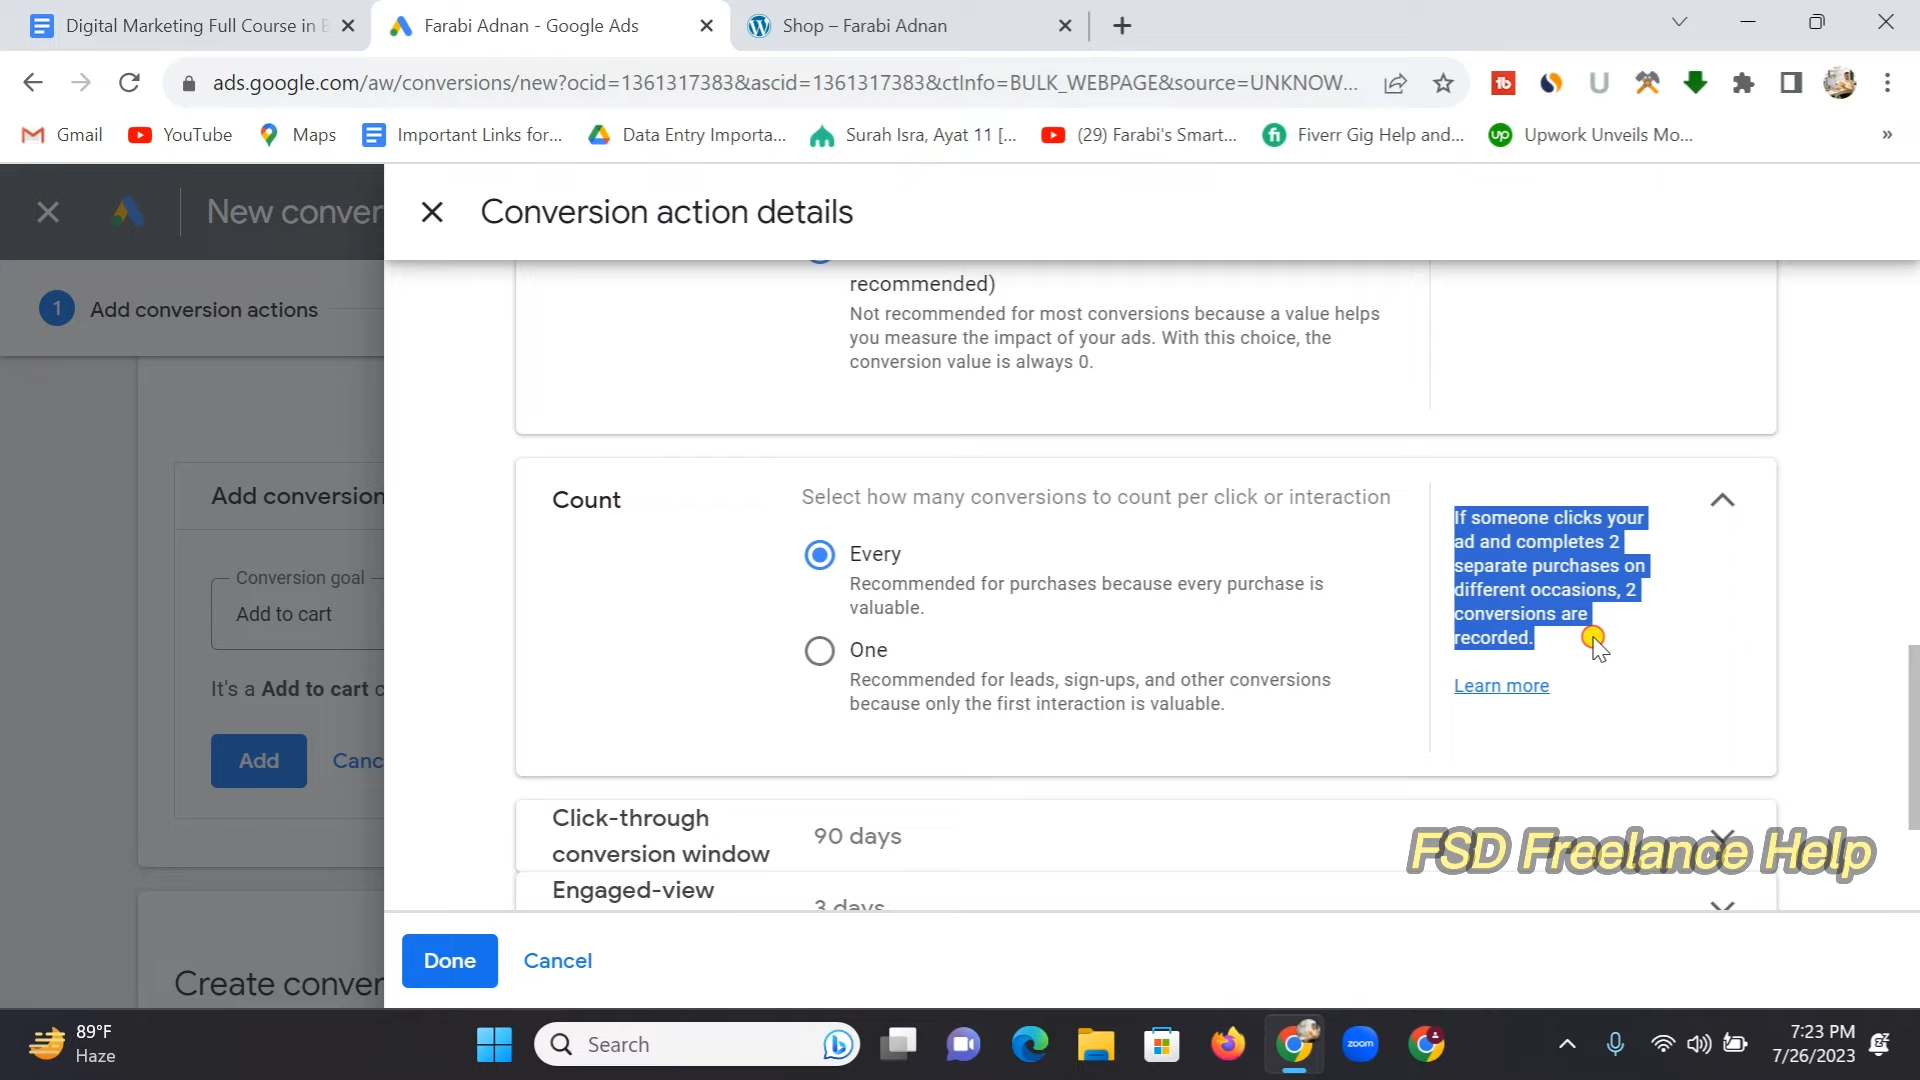 Digital Marketing Full Course in
Farabi Adnan - Google Ads
Shop – Farabi Adnan
ads.google.com/aw/conversions/new?ocid=1361317383&ascid=1361317383&ctInfo=BULK_WEBPAGE&source=UNKNOW...
Gmail
YouTube
Maps
Important Links for...
Data Entry Importa...
Surah Isra, Ayat 11 [...
(29) Farabi's Smart...
Fiverr Gig Help and...
Upwork Unveils Mo...
»
New conver
Conversion action details
1
Add conversion actions
recommended)
Not recommended for most conversions because a value helps
you measure the impact of your ads. With this choice, the
conversion value is always 0.
Add conversion
Conversion goal
Add to cart
It's a Add to cart c
Add
Canc
Count
Select how many conversions to count per click or interaction
Every
Recommended for purchases because every purchase is
valuable.
One
Recommended for leads, sign-ups, and other conversions
because only the first interaction is valuable.
If someone clicks your
ad and completes 2
separate purchases on
different occasions, 2
conversions are
recorded.
Learn more
Click-through
conversion window
90 days
Engaged-view
3 days
FSD Freelance Help
Create conver
Done
Cancel
89°F
Haze
Search
zoom
7:23 PM
7/26/2023